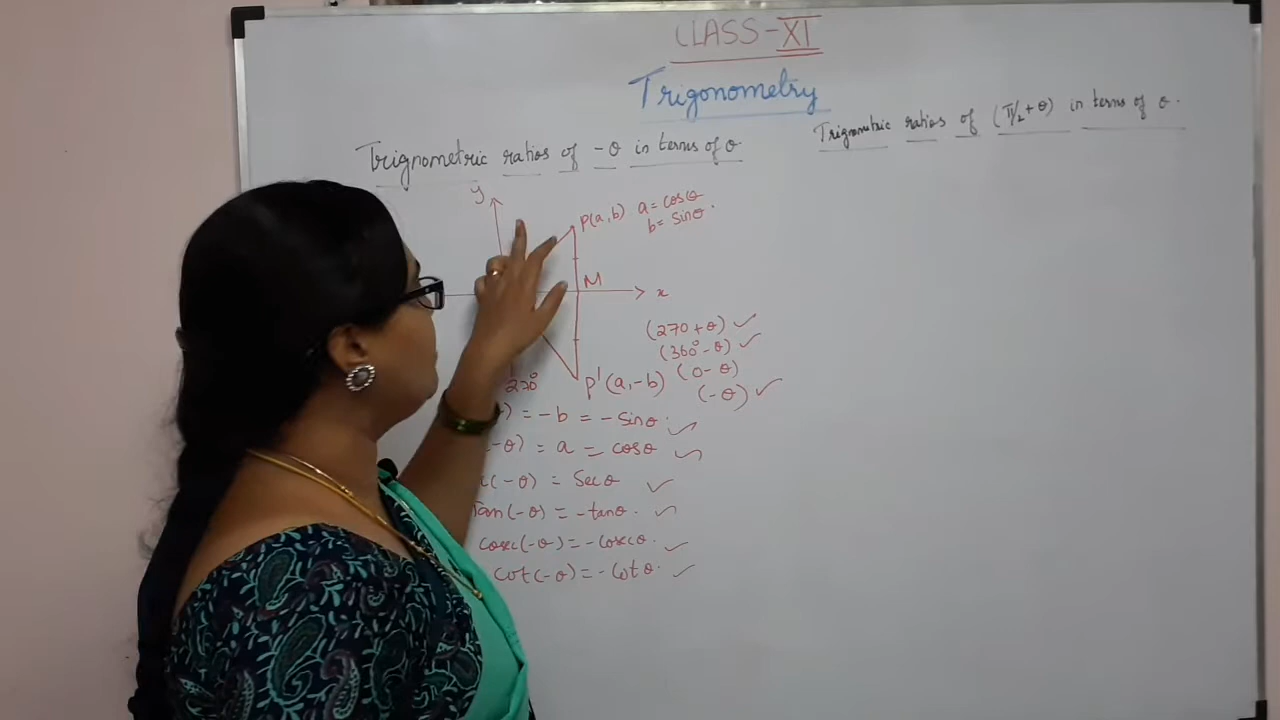 CLASS-XI
Trigonometry
Trignometric ratios of -θ in terms of θ
Trignometric ratios of (π/2 + θ) in terms of θ.
y
P(a,b) a = cosθ
b = sinθ.
M
x
(270 + θ) ✓
(360° - θ) ✓
(0 - θ)
(-θ) ✓
270°
P'(a,-b)
) = -b = -sinθ. ✓
(-θ) = a = cosθ ✓
(-θ) = Secθ ✓
Tan(-θ) = -tanθ. ✓
cosec(-θ) = -cosecθ. ✓
cot(-θ) = -cotθ. ✓